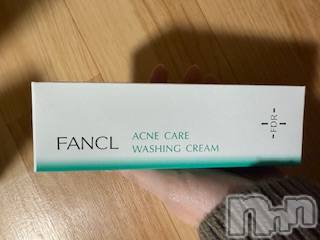 FANCL
ACNE CARE
WASHING CREAM
FDR